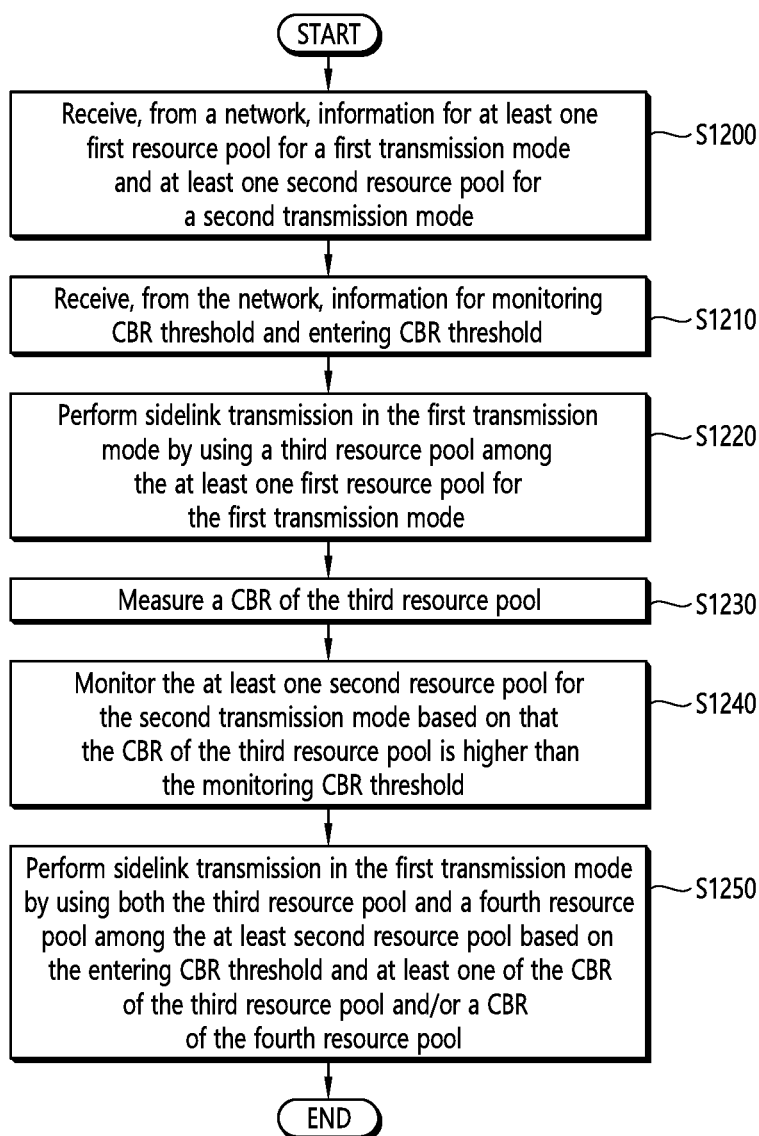 START
Receive, from a network, information for at least one
first resource pool for a first transmission mode
and at least one second resource pool for
a second transmission mode
S1200
Receive, from the network, information for monitoring
CBR threshold and entering CBR threshold
S1210
Perform sidelink transmission in the first transmission
mode by using a third resource pool among
the at least one first resource pool for
the first transmission mode
S1220
Measure a CBR of the third resource pool
S1230
Monitor the at least one second resource pool for
the second transmission mode based on that
the CBR of the third resource pool is higher than
the monitoring CBR threshold
S1240
Perform sidelink transmission in the first transmission mode
by using both the third resource pool and a fourth resource
pool among the at least second resource pool based on
the entering CBR threshold and at least one of the CBR
of the third resource pool and/or a CBR
of the fourth resource pool
S1250
END